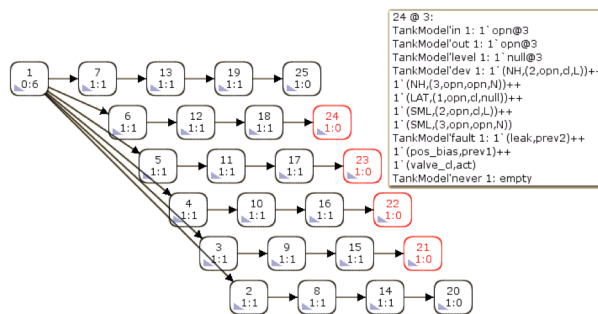 24 @ 3:
TankModel'in 1: 1`opn@3
TankModel'out 1: 1`opn@3
TankModel'level 1: 1`null@3
TankModel'dev 1: 1`(NH,(2,opn,cl,L))++
1`(NH,(3,opn,opn,N))++
1`(LAT,(1,opn,cl,null))++
1`(SML,(2,opn,cl,L))++
1`(SML,(3,opn,opn,N))
TankModel'fault 1: 1`(leak,prev2)++
1`(pos_bias,prev1)++
1`(valve_cl,act)
TankModel'never 1: empty
1 7 13 19 25
0:6 1:1 1:1 1:1 1:0
6 12 18 24
1:1 1:1 1:1 1:0
5 11 17 23
1:1 1:1 1:1 1:0
4 10 16 22
1:1 1:1 1:1 1:0
3 9 15 21
1:1 1:1 1:1 1:0
2 8 14 20
1:1 1:1 1:1 1:0